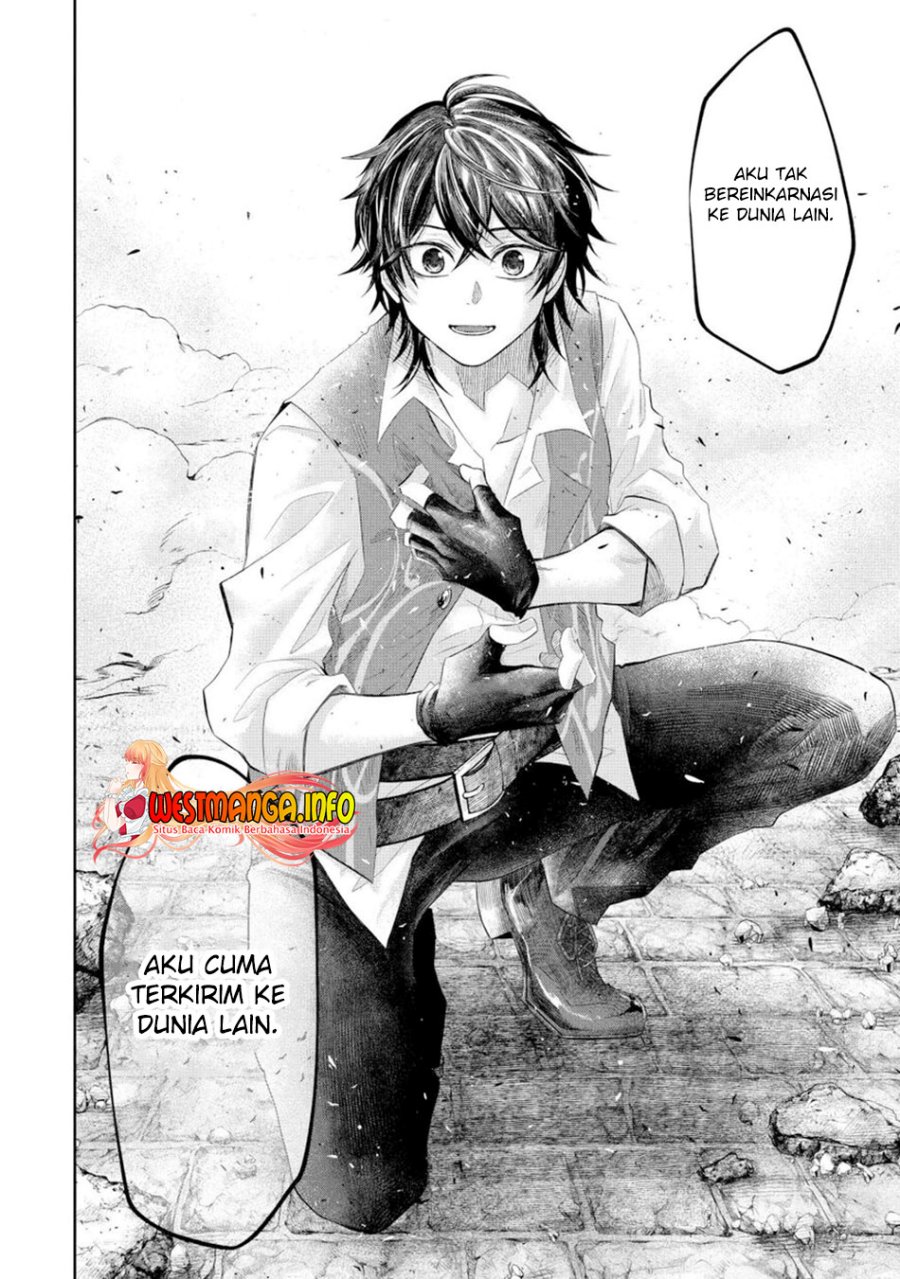 AKU TAK
BEREINKARNASI
KE DUNIA LAIN.
WESTMANGA.INFO
Situs Baca Komik Berbahasa Indonesia
AKU CUMA
TERKIRIM KE
DUNIA LAIN.